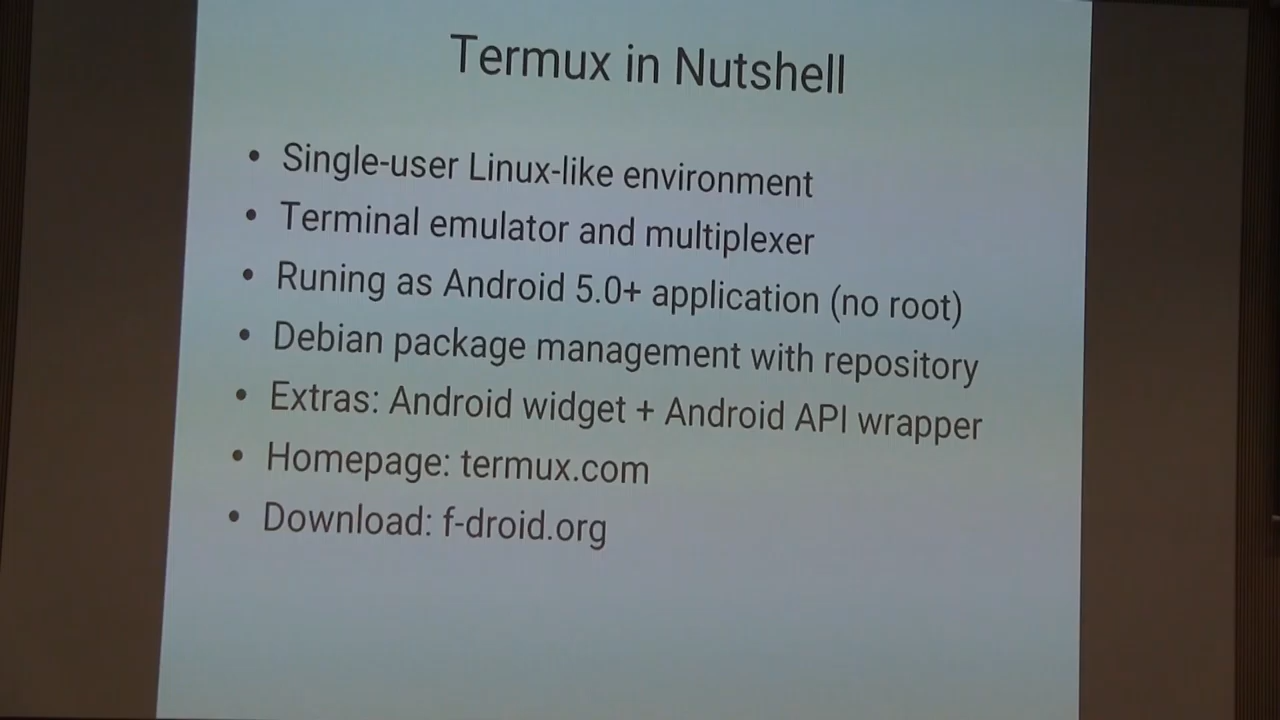 Termux in Nutshell
• Single-user Linux-like environment
• Terminal emulator and multiplexer
• Runing as Android 5.0+ application (no root)
• Debian package management with repository
• Extras: Android widget + Android API wrapper
• Homepage: termux.com
• Download: f-droid.org